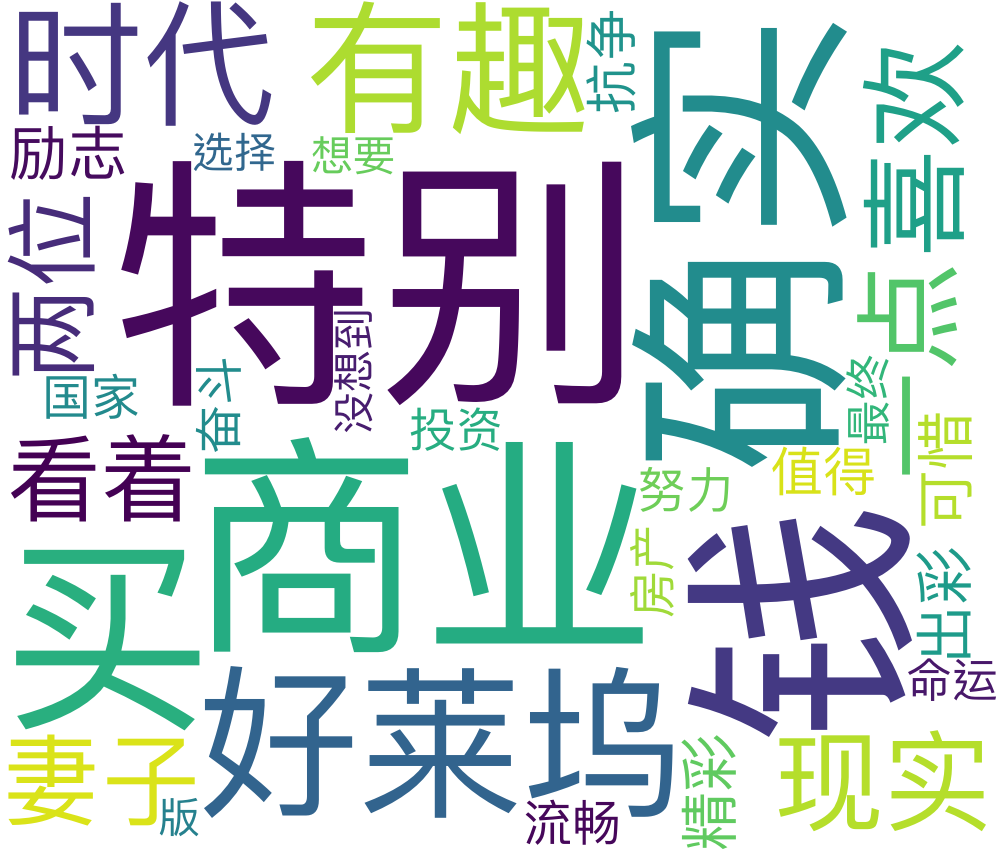 时代
有趣
抗争
确实
喜欢
励志
选择
想要
特别
两位
没想到
一点
国家
奋斗
投资
最终
看着
可惜
值得
努力
商业
房产
钱
买
出彩
好莱坞
命运
妻子
版
流畅
精彩
现实